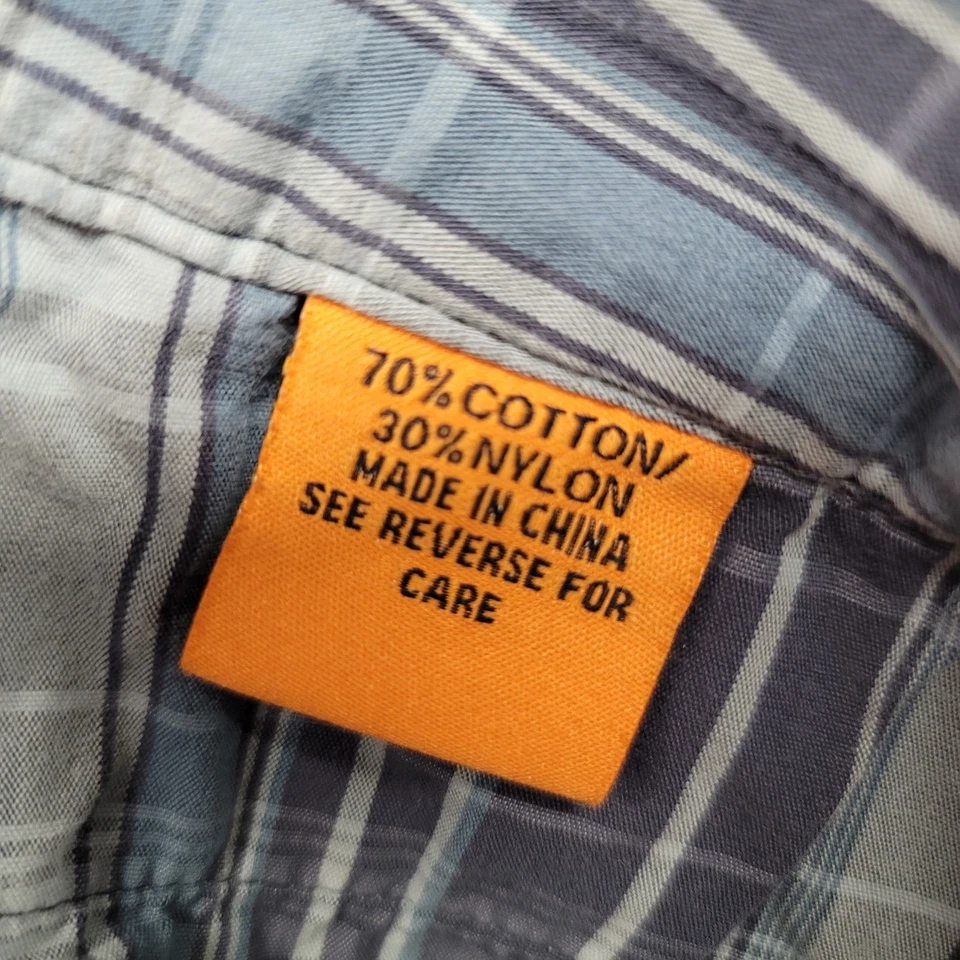 70% COTTON/
30% NYLON
MADE IN CHINA
SEE REVERSE FOR
CARE